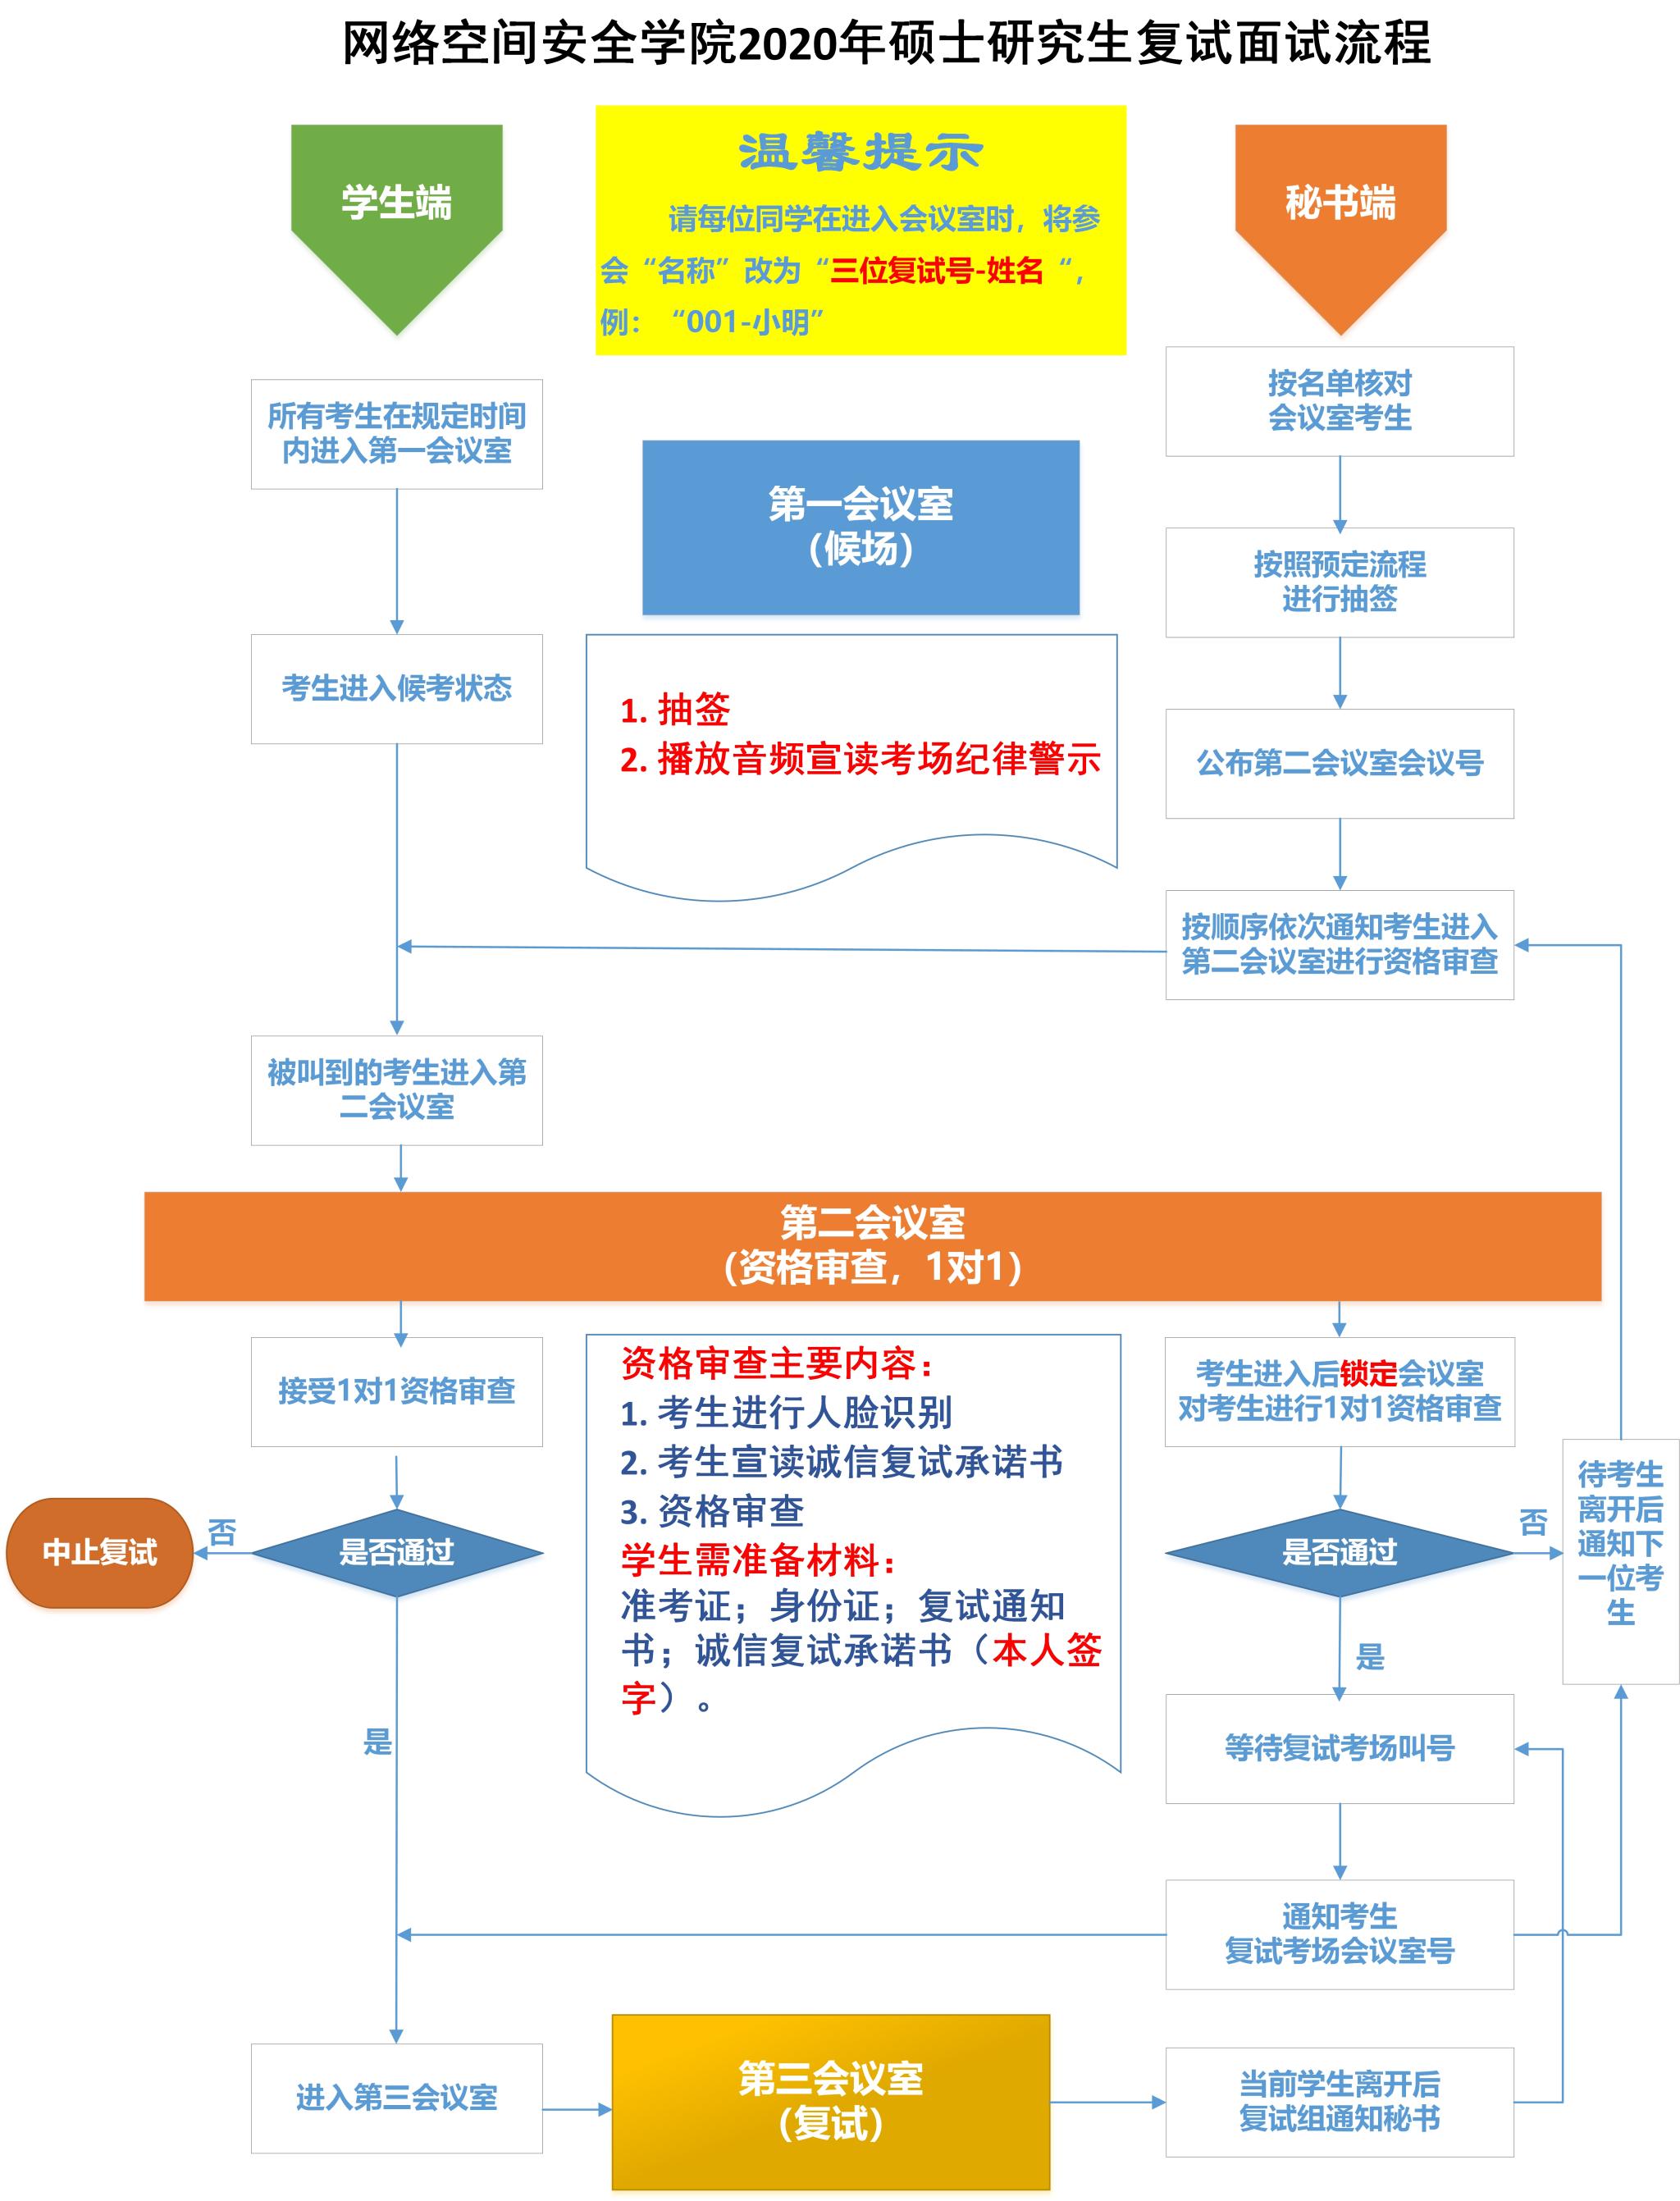 网络空间安全学院2020年硕士研究生复试面试流程
学生端
温馨提示
请每位同学在进入会议室时，将参
会“名称”改为“三位复试号-姓名“，
例：“001-小明”
秘书端
所有考生在规定时间
内进入第一会议室
第一会议室
（候场）
按名单核对
会议室考生
按照预定流程
进行抽签
考生进入候考状态
1. 抽签
2. 播放音频宣读考场纪律警示
公布第二会议室会议号
按顺序依次通知考生进入
第二会议室进行资格审查
被叫到的考生进入第
二会议室
第二会议室
（资格审查，1对1）
接受1对1资格审查
资格审查主要内容：
1. 考生进行人脸识别
2. 考生宣读诚信复试承诺书
3. 资格审查
学生需准备材料：
准考证；身份证；复试通知
书；诚信复试承诺书（本人签
字）。
考生进入后锁定会议室
对考生进行1对1资格审查
待考生
离开后
通知下
一位考
生
中止复试
否
是否通过
是否通过
否
是
是
等待复试考场叫号
通知考生
复试考场会议室号
进入第三会议室
第三会议室
（复试）
当前学生离开后
复试组通知秘书